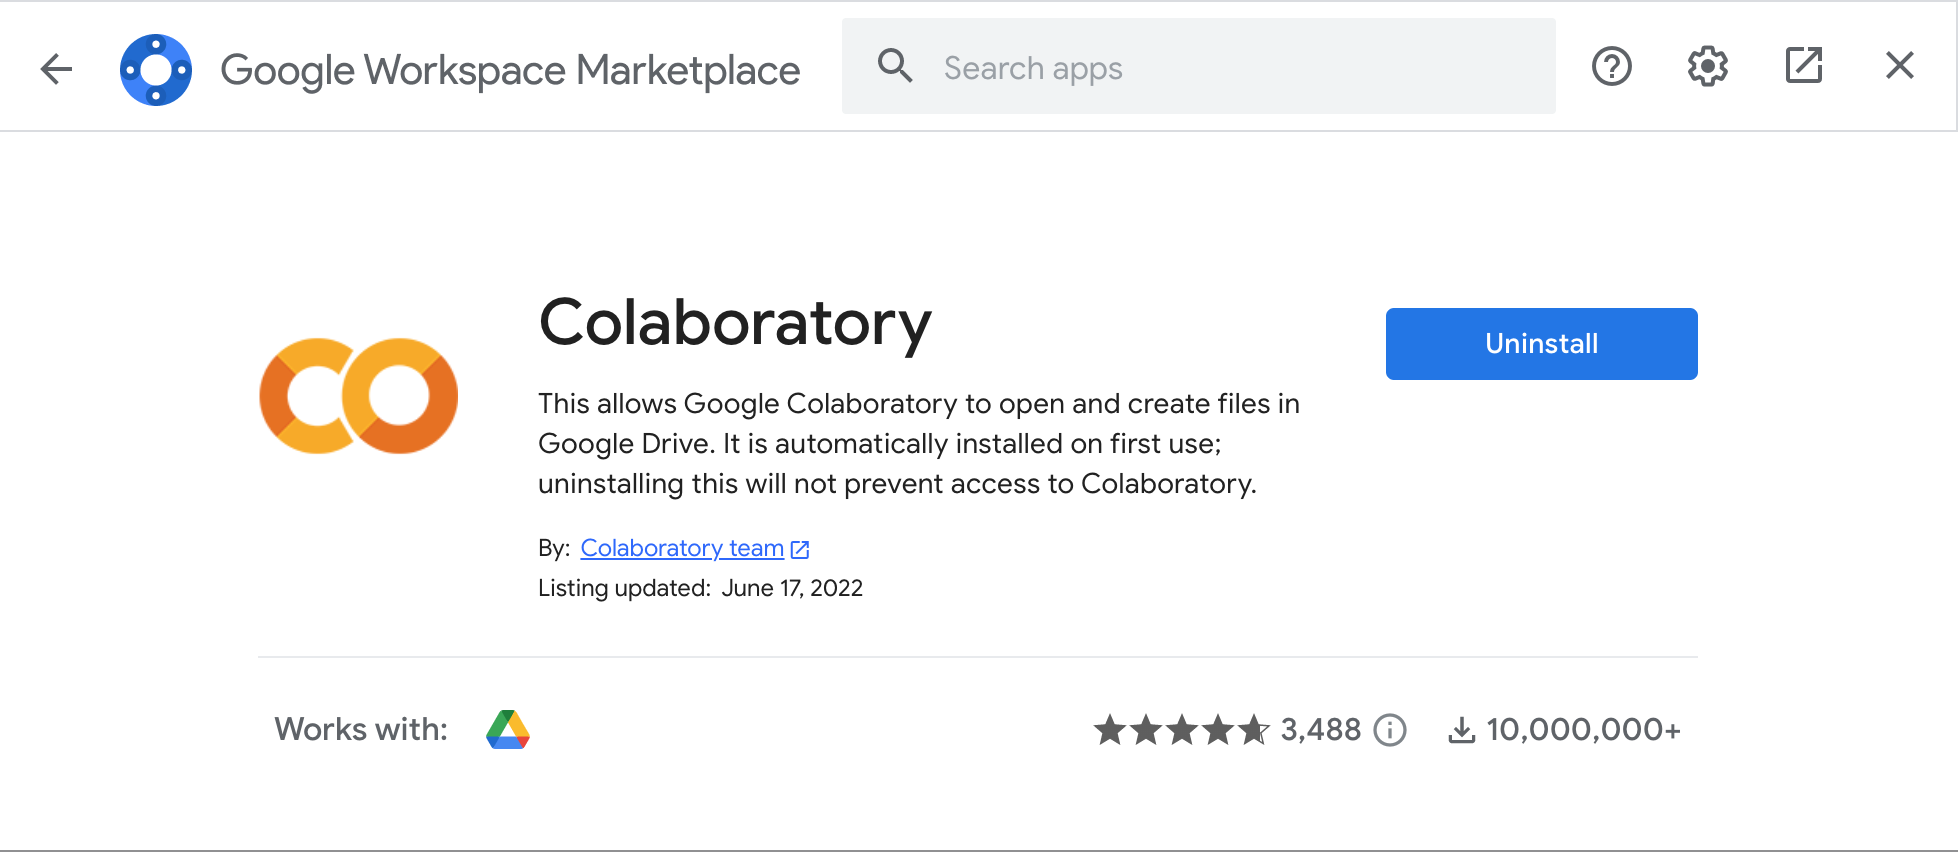 Google Workspace Marketplace
Search apps
Colaboratory
Uninstall
This allows Google Colaboratory to open and create files in
Google Drive. It is automatically installed on first use;
uninstalling this will not prevent access to Colaboratory.
By: Colaboratory team
Listing updated: June 17, 2022
Works with:
3,488
10,000,000+